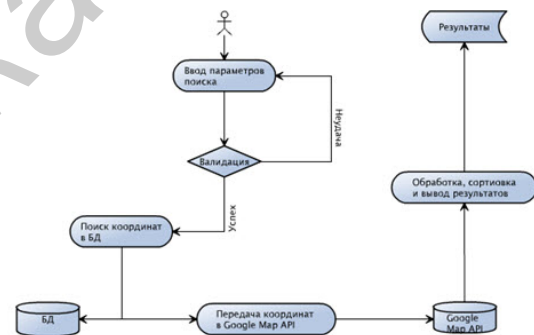 Результаты
Ввод параметров
поиска
Неудача
Валидация
Обработка, сортиовка
и вывод результатов
Успех
Поиск координат
в БД
БД
Передача координат
в Google Map API
Google
Map API